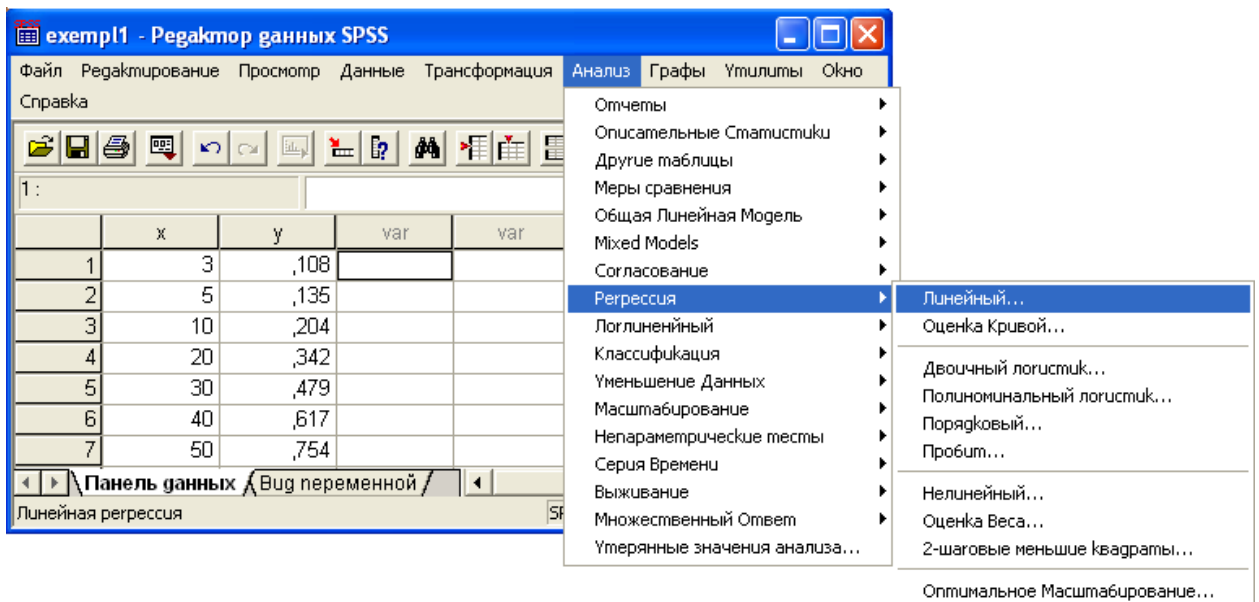 exempl1 - Редактор данных SPSS
Файл Редактирование Просмотр Данные Трансформация Анализ Графы Утилиты Окно
Справка
1 :
x y var var
1 3 ,108
2 5 ,135
3 10 ,204
4 20 ,342
5 30 ,479
6 40 ,617
7 50 ,754
Панель данных Вид переменной
Линейная регрессия
Отчеты
Описательные Статистики
Другие таблицы
Меры сравнения
Общая Линейная Модель
Mixed Models
Согласование
Регрессия
Логлиненйный
Классификация
Уменьшение Данных
Масштабирование
Непараметрические тесты
Серия Времени
Выживание
Множественный Ответ
Утерянные значения анализа...
Линейный...
Оценка Кривой...
Двоичный логистик...
Полиноминальный логистик...
Порядковый...
Пробит...
Нелинейный...
Оценка Веса...
2-шаговые меньшие квадраты...
Оптимальное Масштабирование...